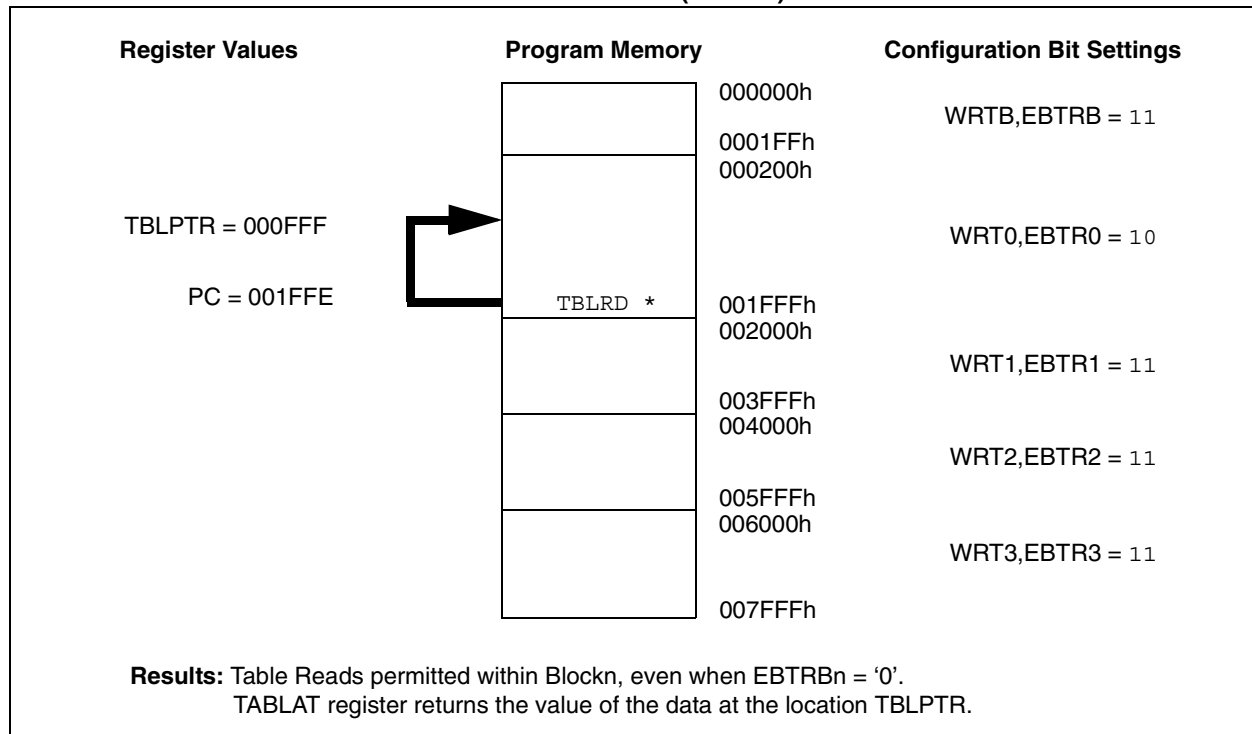 Register Values
Program Memory
Configuration Bit Settings
000000h
WRTB,EBTRB = 11
0001FFh
000200h
TBLPTR = 000FFF
WRT0,EBTR0 = 10
PC = 001FFE
TBLRD *
001FFFh
002000h
WRT1,EBTR1 = 11
003FFFh
004000h
WRT2,EBTR2 = 11
005FFFh
006000h
WRT3,EBTR3 = 11
007FFFh
Results: Table Reads permitted within Blockn, even when EBTRBn = ‘0’.
TABLAT register returns the value of the data at the location TBLPTR.